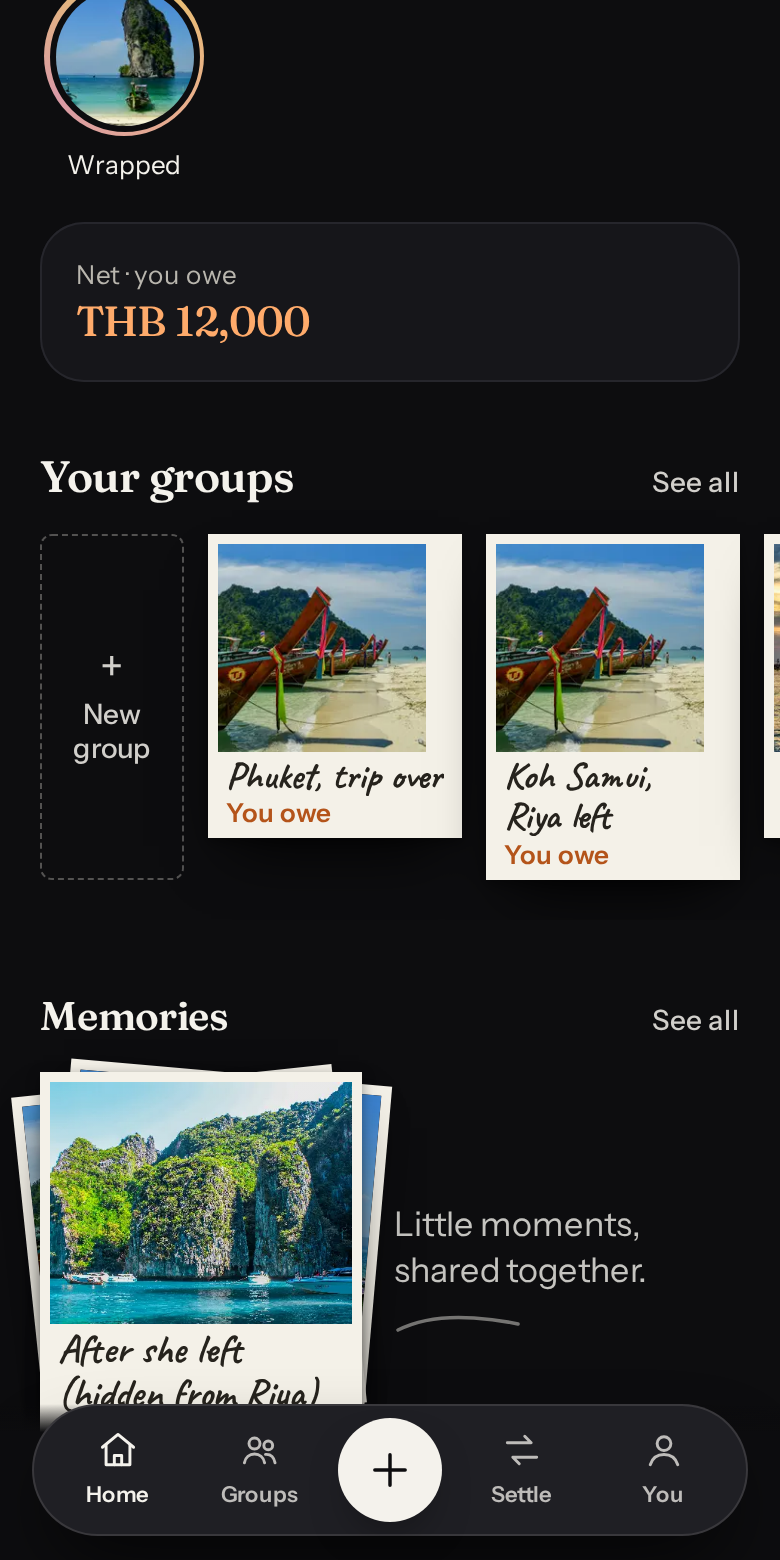 Wrapped
Net · you owe
THB 12,000
Your groups
See all
+
New
group
Phuket, trip over
You owe
Koh Samui,
Riya left
You owe
Memories
See all
Little moments,
shared together.
After she left
(hidden from Riya)
Home
Groups
+
Settle
You